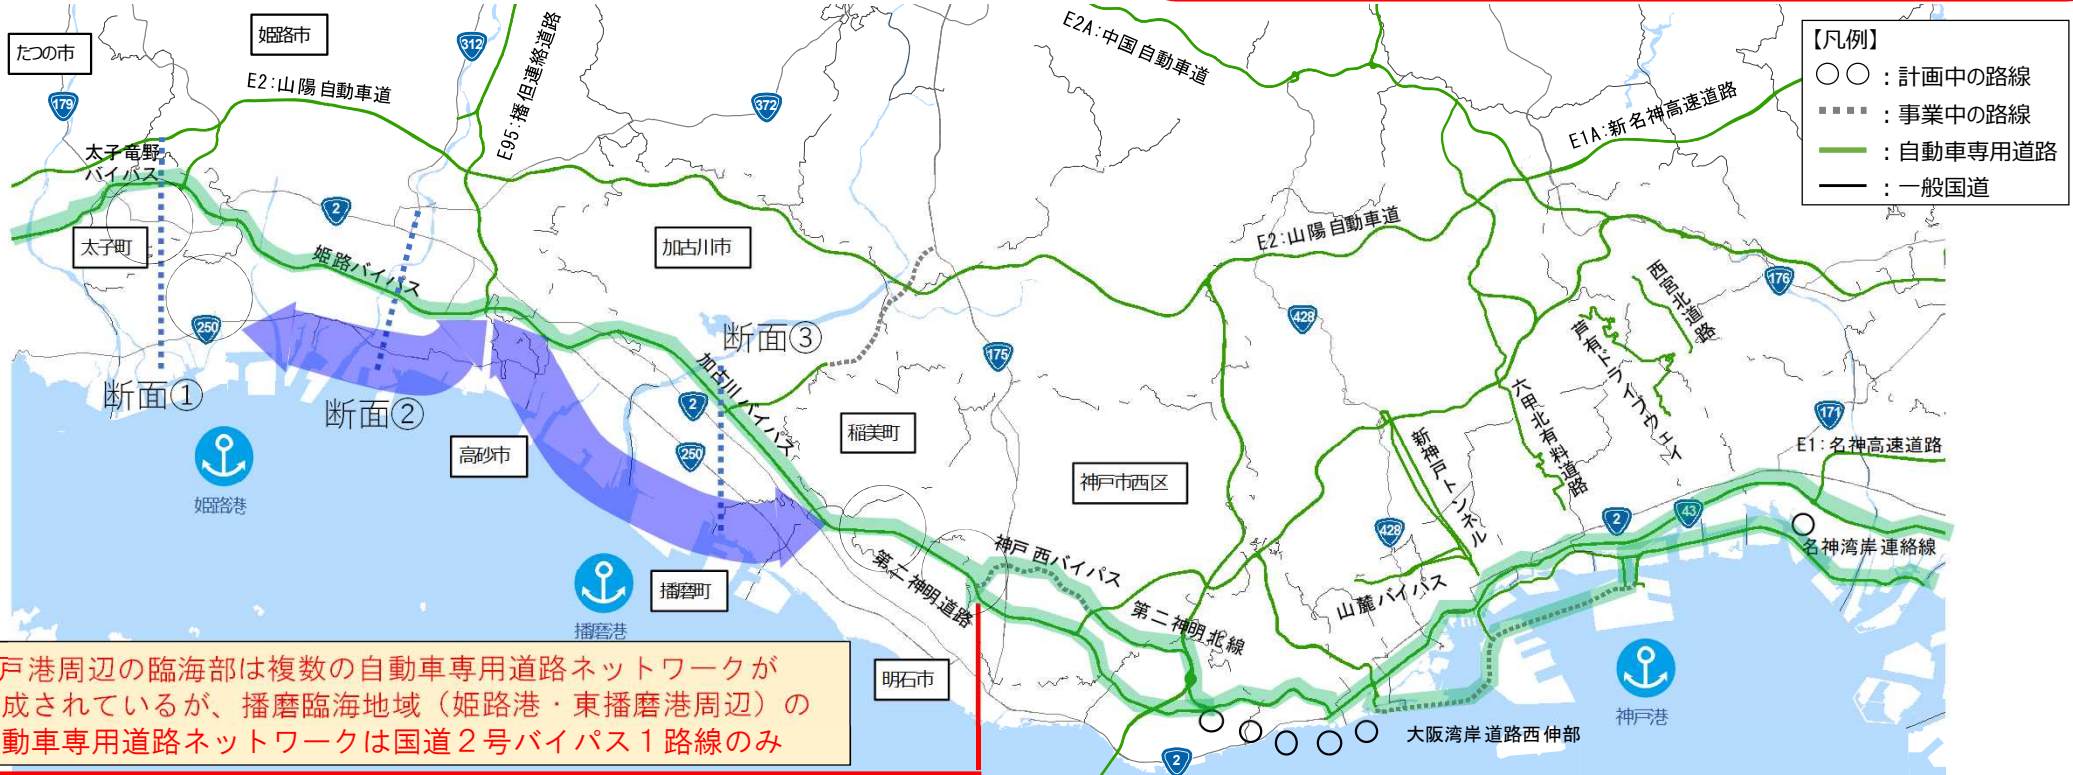 たつの市
姫路市
312
E95:播但連絡道路
E2:山陽自動車道
179
372
E2A:中国自動車道
E1A:新名神高速道路
【凡例】
○○：計画中の路線
：事業中の路線
：自動車専用道路
：一般国道
太子竜野
バイパス
2
太子町
姫路バイパス
加古川市
E2:山陽自動車道
西宮北道路
176
250
断面①
断面②
断面③
428
175
芦有ドライブウェイ
加古川バイパス
2
250
高砂市
稲美町
六甲北有料道路
171
E1:名神高速道路
新神戸トンネル
神戸市西区
姫路港
428
2
43
名神湾岸連絡線
神戸西バイパス
第二神明道路
播磨町
播磨港
第二神明北線
山麓バイパス
明石市
神戸港
大阪湾岸道路西伸部
2
戸港周辺の臨海部は複数の自動車専用道路ネットワークが
成されているが、播磨臨海地域（姫路港・東播磨港周辺）の
動車専用道路ネットワークは国道２号バイパス１路線のみ